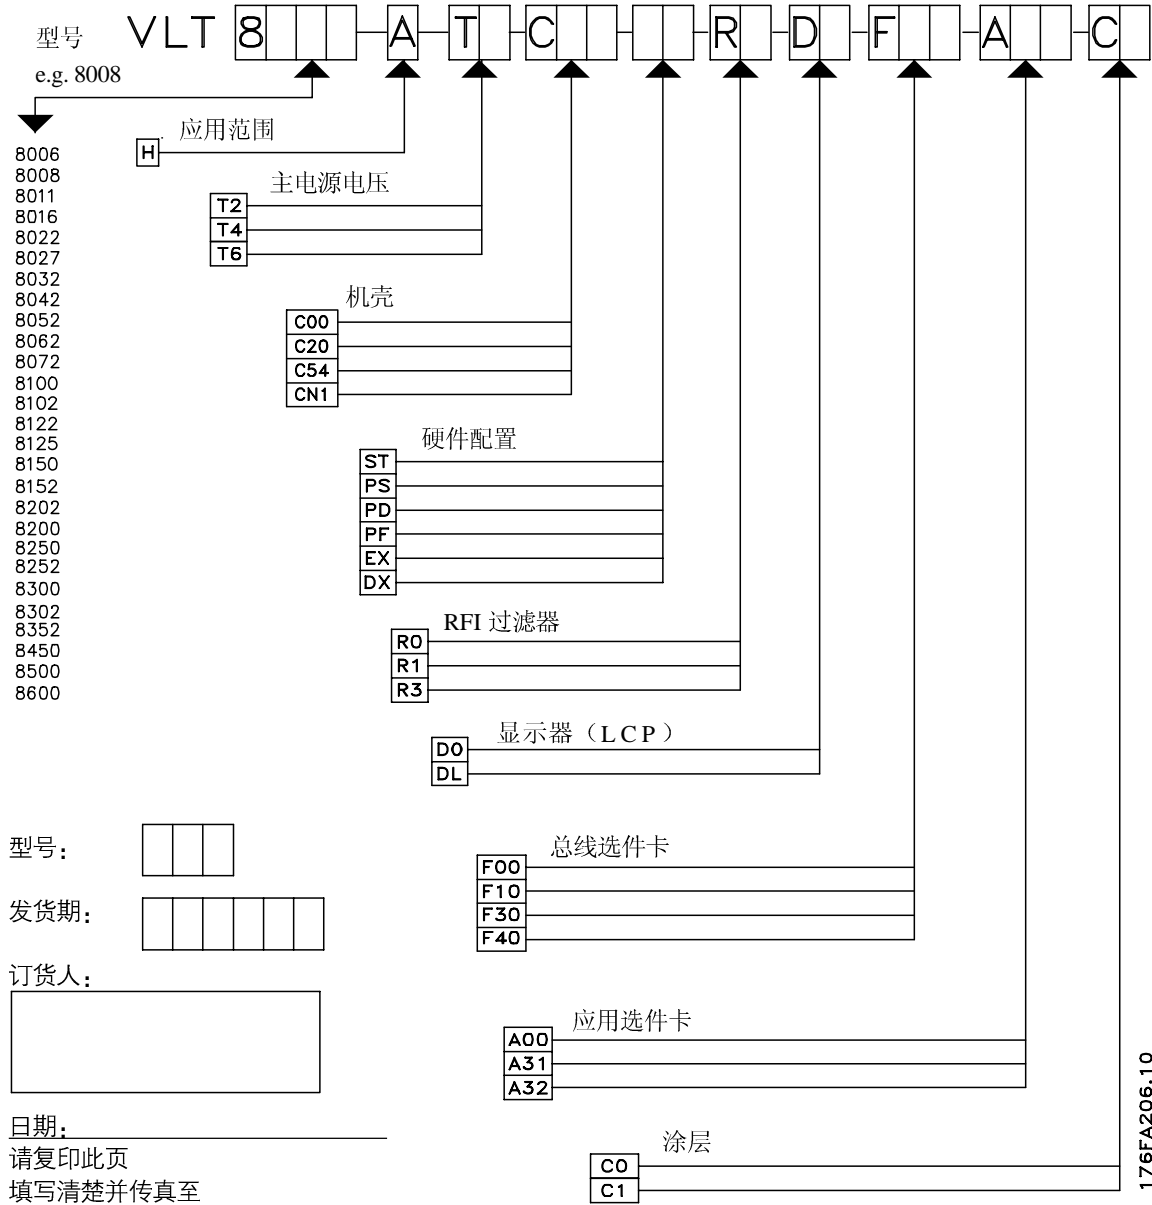 型号 VLT 8 A T C R D F A C
e.g. 8008
8006
8008
8011
8016
8022
8027
8032
8042
8052
8062
8072
8100
8102
8122
8125
8150
8152
8202
8200
8250
8252
8300
8302
8352
8450
8500
8600
应用范围
H
主电源电压
T2
T4
T6
机壳
C00
C20
C54
CN1
硬件配置
ST
PS
PD
PF
EX
DX
RFI 过滤器
R0
R1
R3
显示器（LCP）
D0
DL
总线选件卡
F00
F10
F30
F40
应用选件卡
A00
A31
A32
涂层
C0
C1
型号：
发货期：
订货人：
日期：
请复印此页
填写清楚并传真至
176FA206.10